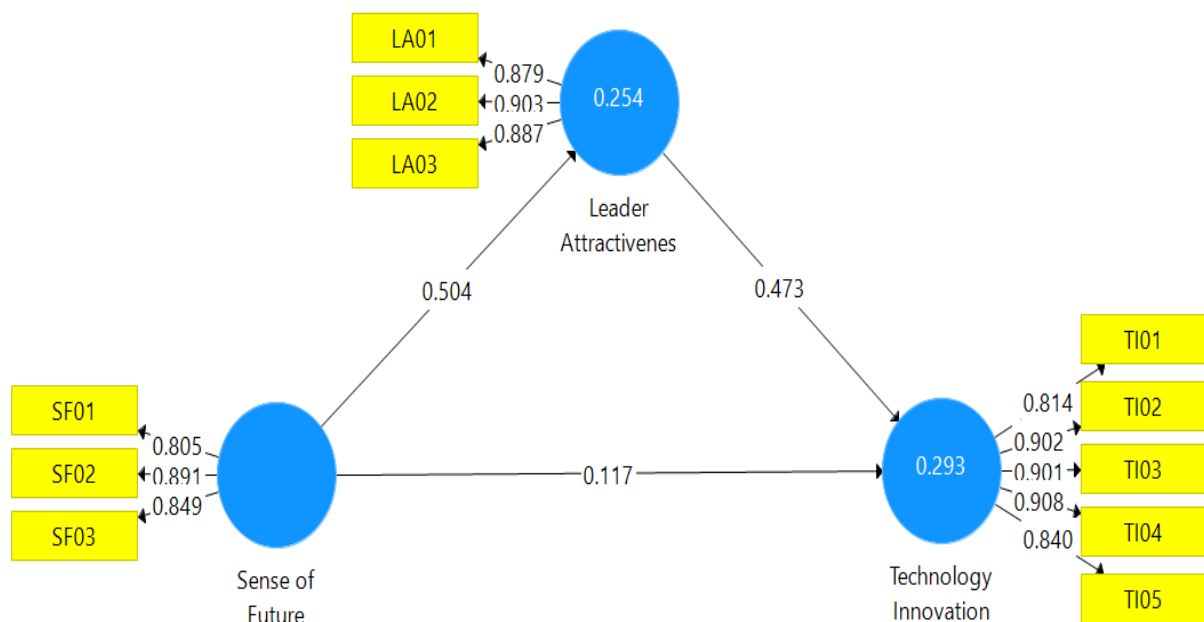 LA01
0.879
LA02
0.903
0.887
LA03
0.254
Leader
Attractivenes
0.504
0.473
SF01
0.805
SF02
0.891
0.849
SF03
Sense of
Future
0.117
0.293
Technology
Innovation
TI01
0.814
TI02
0.902
0.901
TI03
0.908
TI04
0.840
TI05